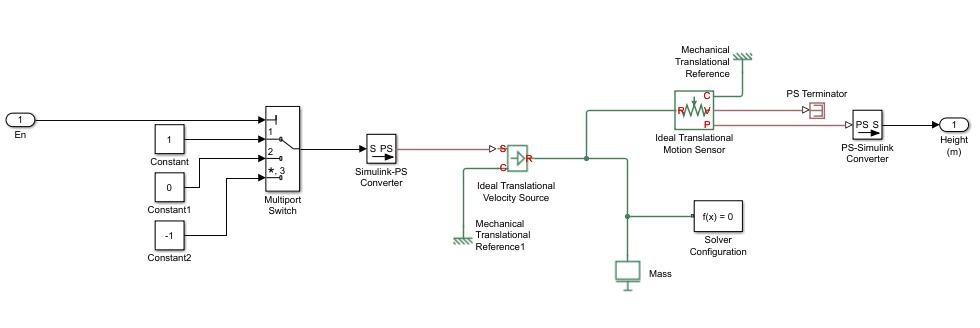 Mechanical
Translational
Reference
PS Terminator
C
R
V
P
1
En
1
1
Constant
2
0
Constant1
*, 3
-1
Constant2
Multiport
Switch
S PS
Simulink-PS
Converter
S
C
R
Ideal Translational
Velocity Source
Mechanical
Translational
Reference1
Ideal Translational
Motion Sensor
PS S
PS-Simulink
Converter
1
Height
(m)
f(x) = 0
Solver
Configuration
Mass